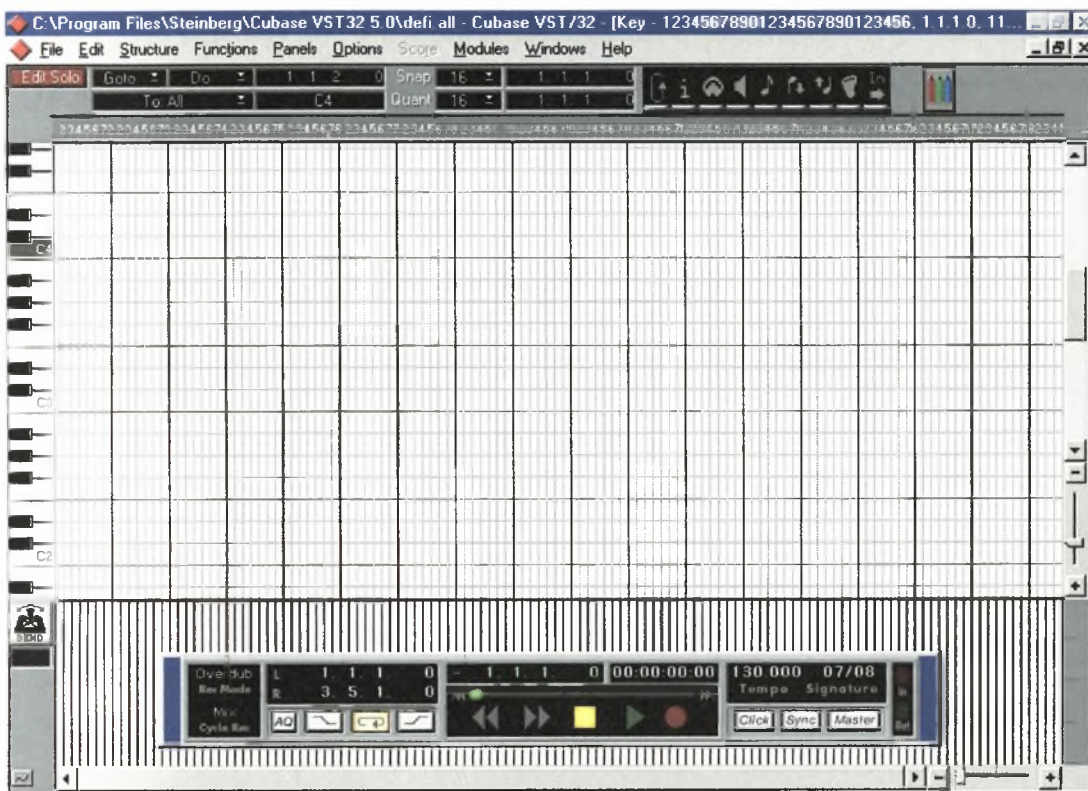 C:\Program Files\Steinberg\Cubase VST32 5.0\defi all - Cubase VST/32 - [Key - 12345678901234567890123456, 1.1.1.0, 11...
File Edit Structure Functions Panels Options Score Modules Windows Help
Edit Solo Goto Do 1 1 2 0 Snap 16 1 1 1 0 In
To: All C4 Quant 16 1 1 1 0
C4
C3
C2
BEND
Overdub L 1. 1. 1 0 - 1. 1. 1. 0 00:00:00:00 130.000 07/08
Rec Mode R 3. 5. 1. 0 Tempo Signature In
Mix
Cycle Rec AQ Click Sync Master Out